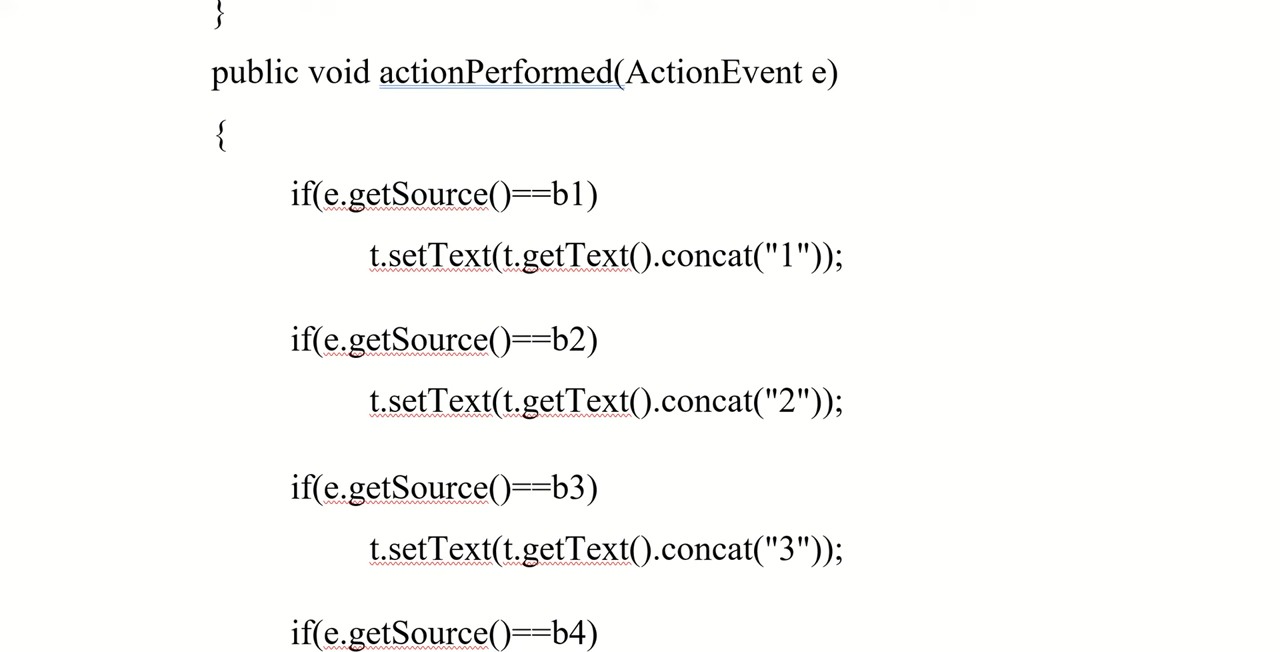 }
public void actionPerformed(ActionEvent e)
{
if(e.getSource()==b1)
t.setText(t.getText().concat("1"));
if(e.getSource()==b2)
t.setText(t.getText().concat("2"));
if(e.getSource()==b3)
t.setText(t.getText().concat("3"));
if(e.getSource()==b4)